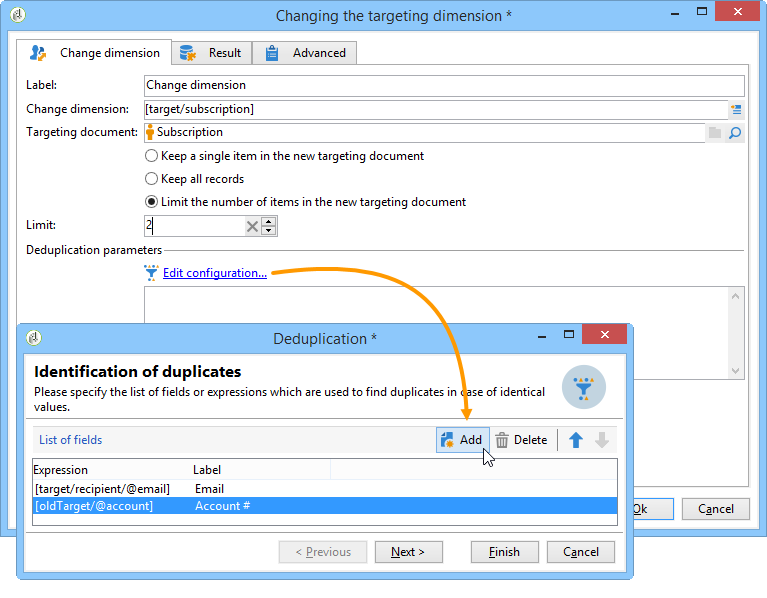 Changing the targeting dimension *
Change dimension
Result
Advanced
Label:
Change dimension
Change dimension:
[target/subscription]
Targeting document:
Subscription
Keep a single item in the new targeting document
Keep all records
Limit the number of items in the new targeting document
Limit:
2
Deduplication parameters
Edit configuration...
Deduplication *
Identification of duplicates
Please specify the list of fields or expressions which are used to find duplicates in case of identical
values.
List of fields
Add
Delete
Expression Label
[target/recipient/@email] Email
[oldTarget/@account] Account #
< Previous
Next >
Finish
Cancel
Ok
Cancel